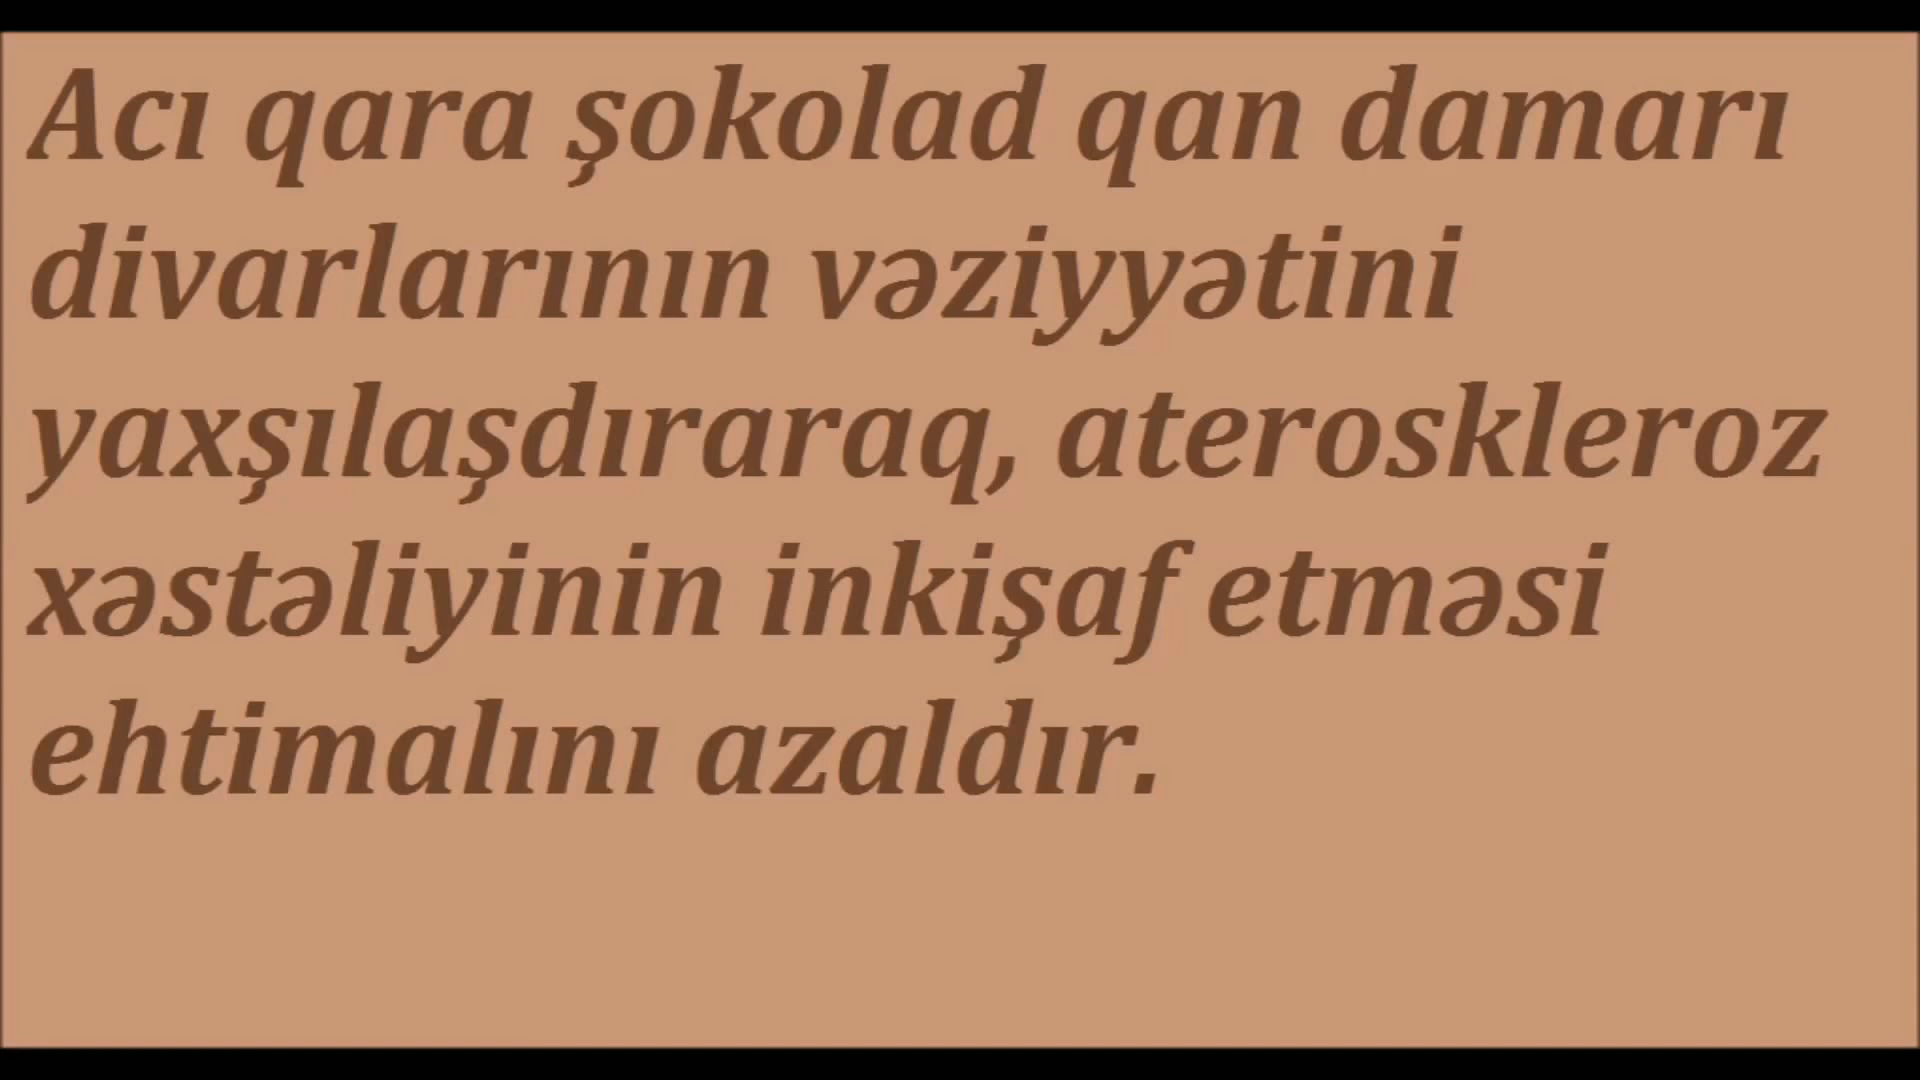 Acı qara şokolad qan damarı
divarlarının vəziyyətini
yaxşılaşdıraraq, ateroskleroz
xəstəliyinin inkişaf etməsi
ehtimalını azaldır.